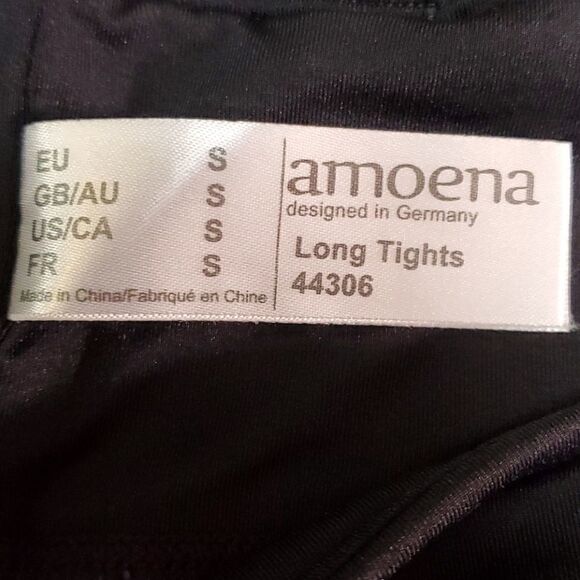 EU S
GB/AU S
US/CA S
FR S
Made in China/Fabriqué en Chine
amoena
designed in Germany
Long Tights
44306